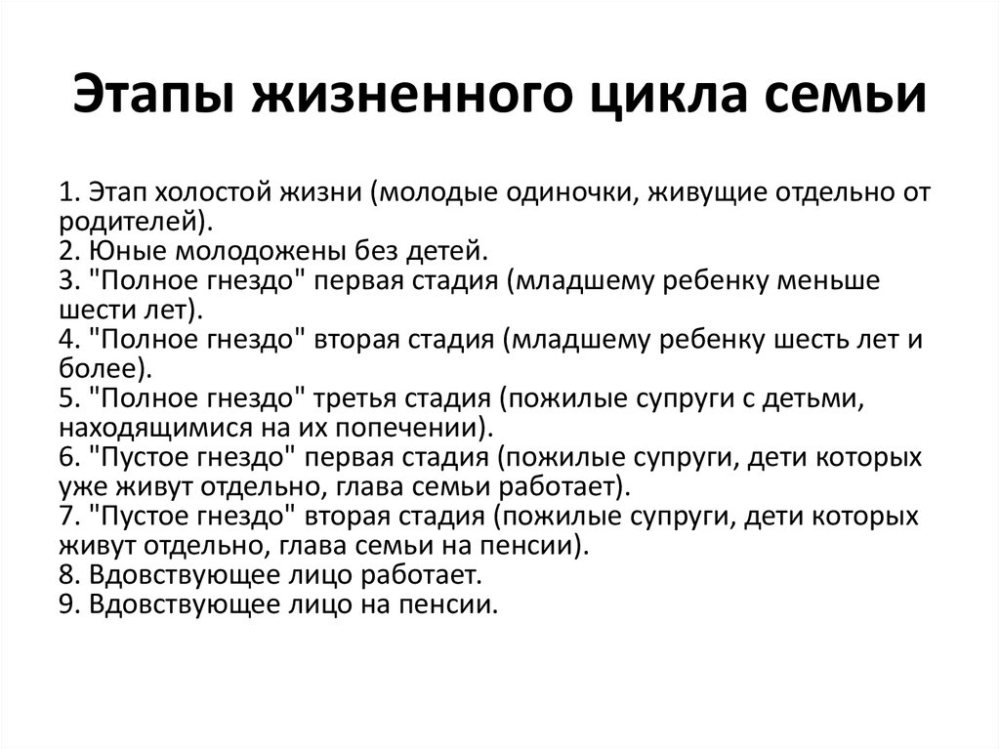 Этапы жизненного цикла семьи
1. Этап холостой жизни (молодые одиночки, живущие отдельно от
родителей).
2. Юные молодожены без детей.
3. "Полное гнездо" первая стадия (младшему ребенку меньше
шести лет).
4. "Полное гнездо" вторая стадия (младшему ребенку шесть лет и
более).
5. "Полное гнездо" третья стадия (пожилые супруги с детьми,
находящимися на их попечении).
6. "Пустое гнездо" первая стадия (пожилые супруги, дети которых
уже живут отдельно, глава семьи работает).
7. "Пустое гнездо" вторая стадия (пожилые супруги, дети которых
живут отдельно, глава семьи на пенсии).
8. Вдовствующее лицо работает.
9. Вдовствующее лицо на пенсии.